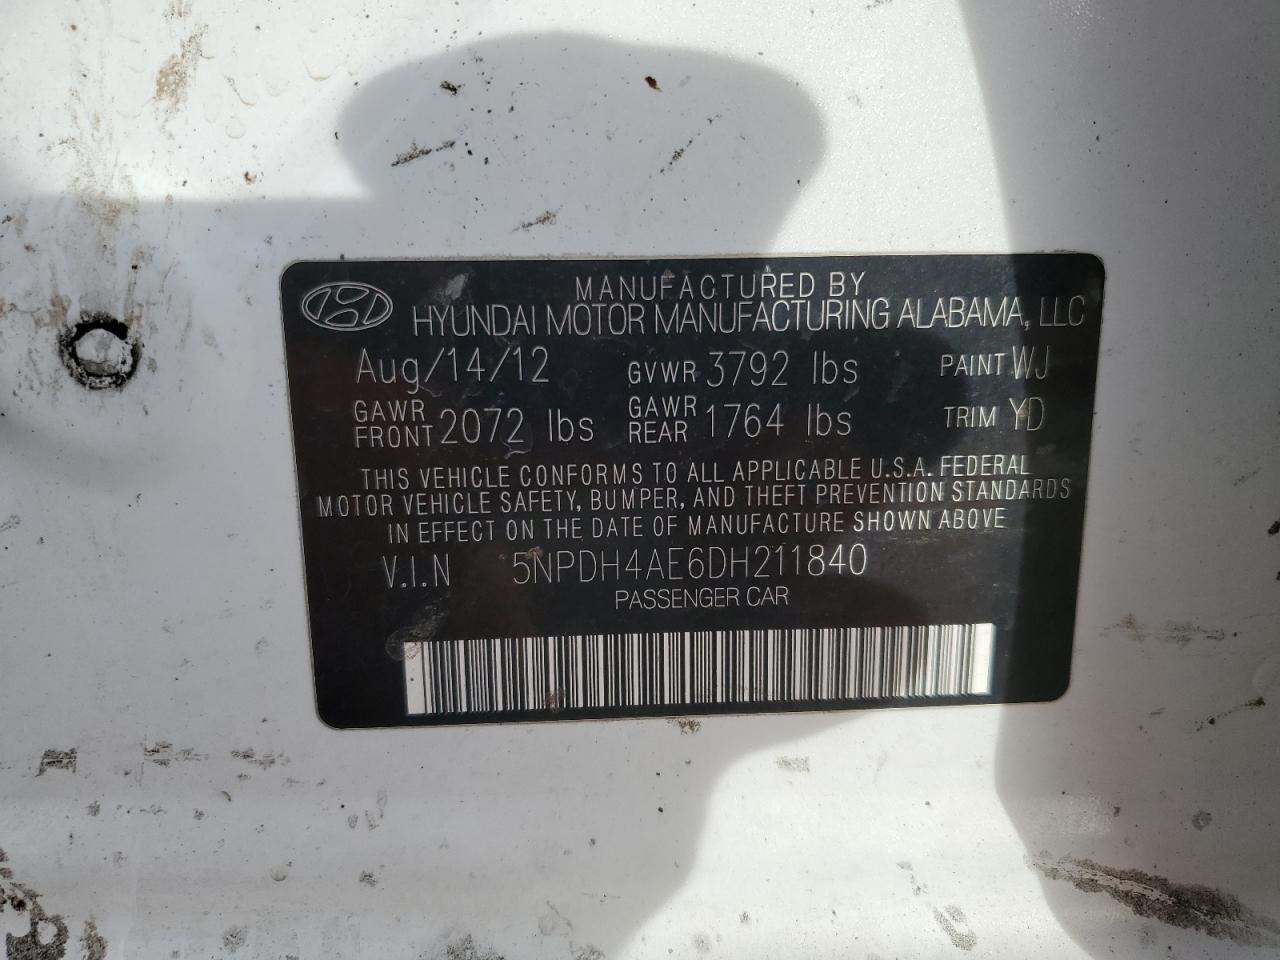 MANUFACTURED BY
HYUNDAI MOTOR MANUFACTURING ALABAMA, LLC
Aug/14/12 GVWR 3792 lbs PAINT WJ
GAWR FRONT 2072 lbs GAWR REAR 1764 lbs TRIM YD
THIS VEHICLE CONFORMS TO ALL APPLICABLE U.S.A. FEDERAL
MOTOR VEHICLE SAFETY, BUMPER, AND THEFT PREVENTION STANDARDS
IN EFFECT ON THE DATE OF MANUFACTURE SHOWN ABOVE
V.I.N 5NPDH4AE6DH211840
PASSENGER CAR